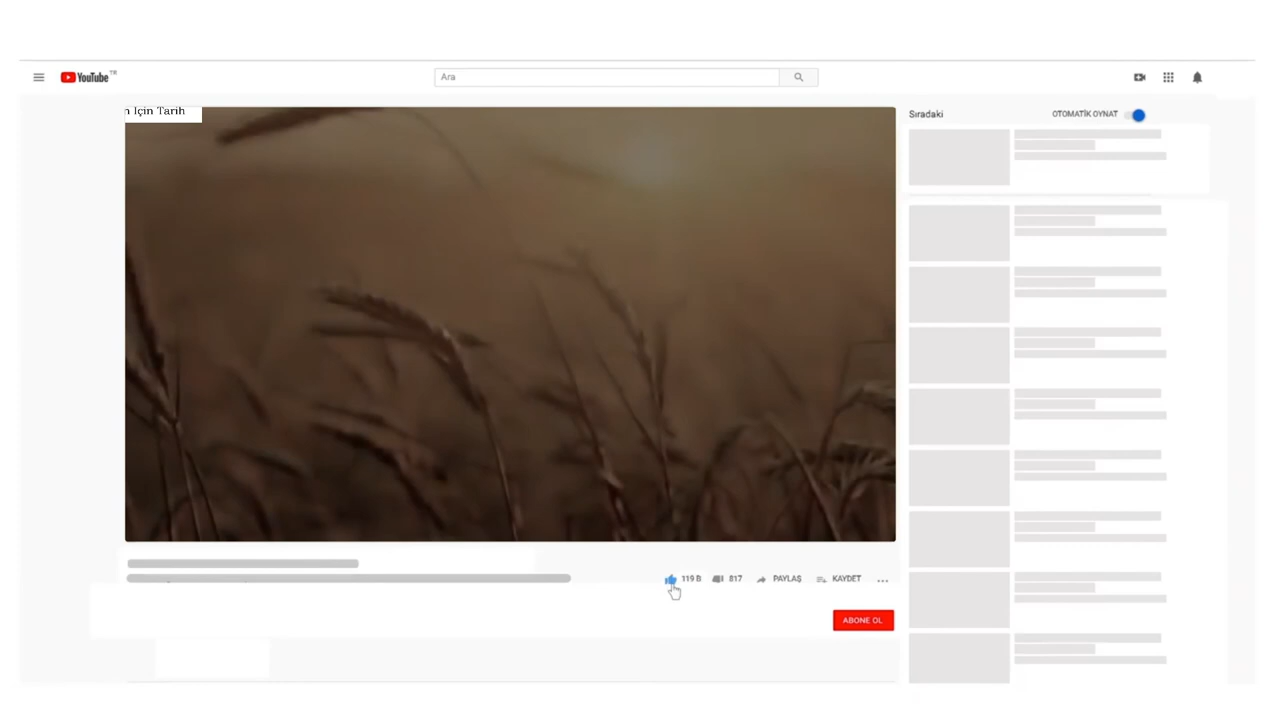 YouTube TR
Ara
n İçin Tarih
Sıradaki
OTOMATİK OYNAT
119 B
817
PAYLAŞ
KAYDET
ABONE OL